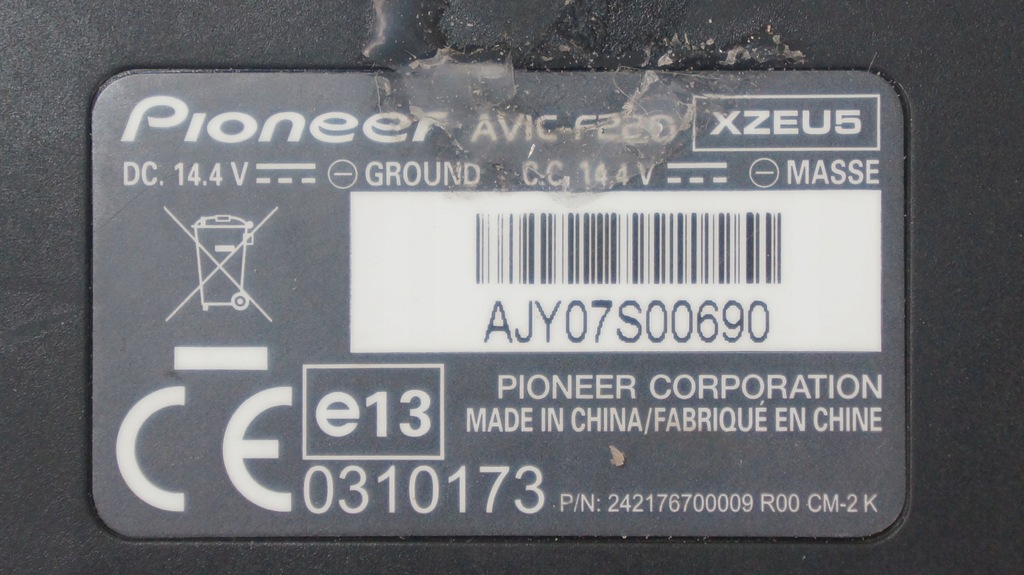 Pioneer AVIC-F220 XZEU5
DC. 14.4 V ⎓ ⊖ GROUND C.C. 14.4 V ⎓ ⊖ MASSE
AJY07S00690
PIONEER CORPORATION
MADE IN CHINA/FABRIQUÉ EN CHINE
CE e13
0310173
P/N: 242176700009 R00 CM-2 K